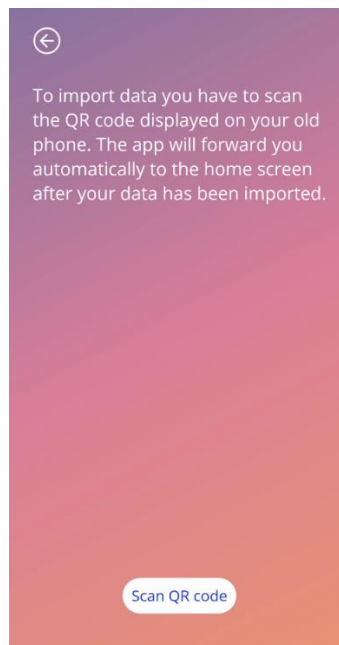 To import data you have to scan
the QR code displayed on your old
phone. The app will forward you
automatically to the home screen
after your data has been imported.
Scan QR code